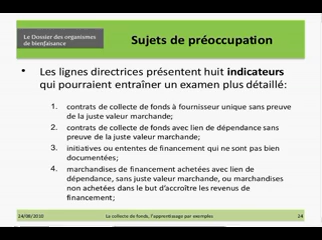 Le Dossier des organismes
de bienfaisance
Sujets de préoccupation
• Les lignes directrices présentent huit indicateurs
qui pourraient entraîner un examen plus détaillé:
1. contrats de collecte de fonds à fournisseur unique sans preuve
de la juste valeur marchande;
2. contrats de collecte de fonds avec lien de dépendance sans
preuve de la juste valeur marchande;
3. initiatives ou ententes de financement qui ne sont pas bien
documentées;
4. marchandises de financement achetées avec lien de
dépendance, sans juste valeur marchande, ou marchandises
non achetées dans le but d'accroître les revenus de
financement;
24/08/2010
La collecte de fonds, l'apprentissage par exemples
24